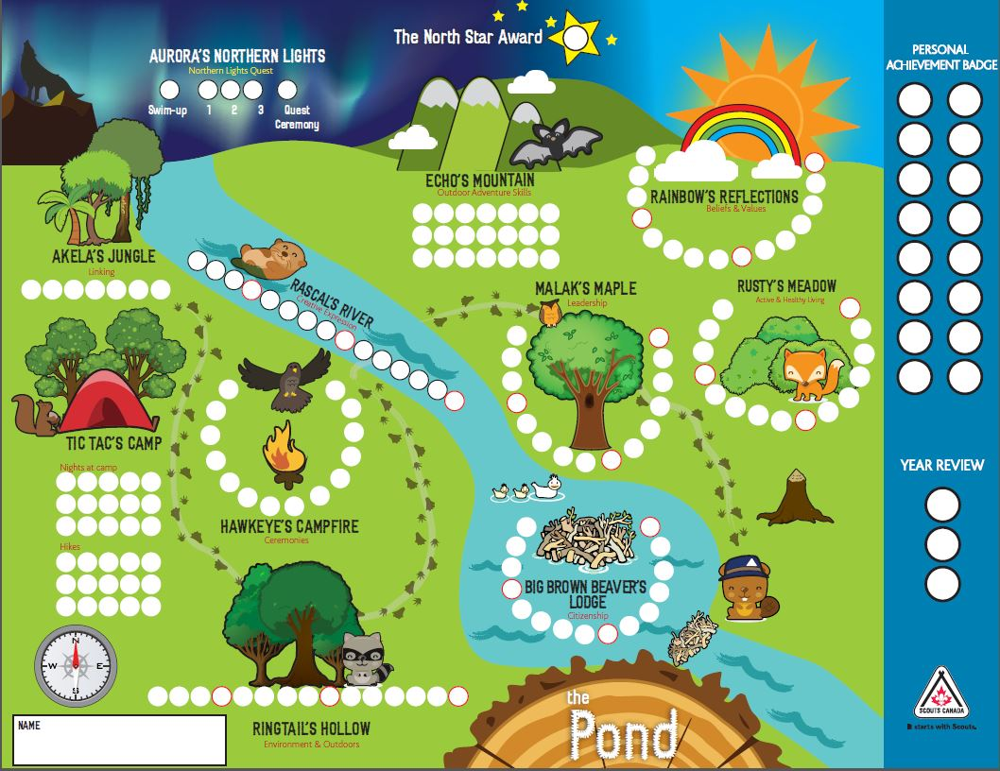 The North Star Award
AURORA'S NORTHERN LIGHTS
Northern Lights Quest
Swim-up 1 2 3 Quest
Ceremony
PERSONAL
ACHIEVEMENT BADGE
ECHO'S MOUNTAIN
Outdoor Adventure Skills
RAINBOW'S REFLECTIONS
Beliefs & Values
AKELA'S JUNGLE
Linking
RASCAL'S RIVER
Creative Expression
MALAK'S MAPLE
Leadership
RUSTY'S MEADOW
Active & Healthy Living
TIC TAC'S CAMP
Nights at camp
Hikes
HAWKEYE'S CAMPFIRE
Ceremonies
YEAR REVIEW
BIG BROWN BEAVER'S
LODGE
Citizenship
N
W E
S
RINGTAIL'S HOLLOW
Environment & Outdoors
NAME
the
Pond
SCOUTS CANADA
It starts with Scouts.